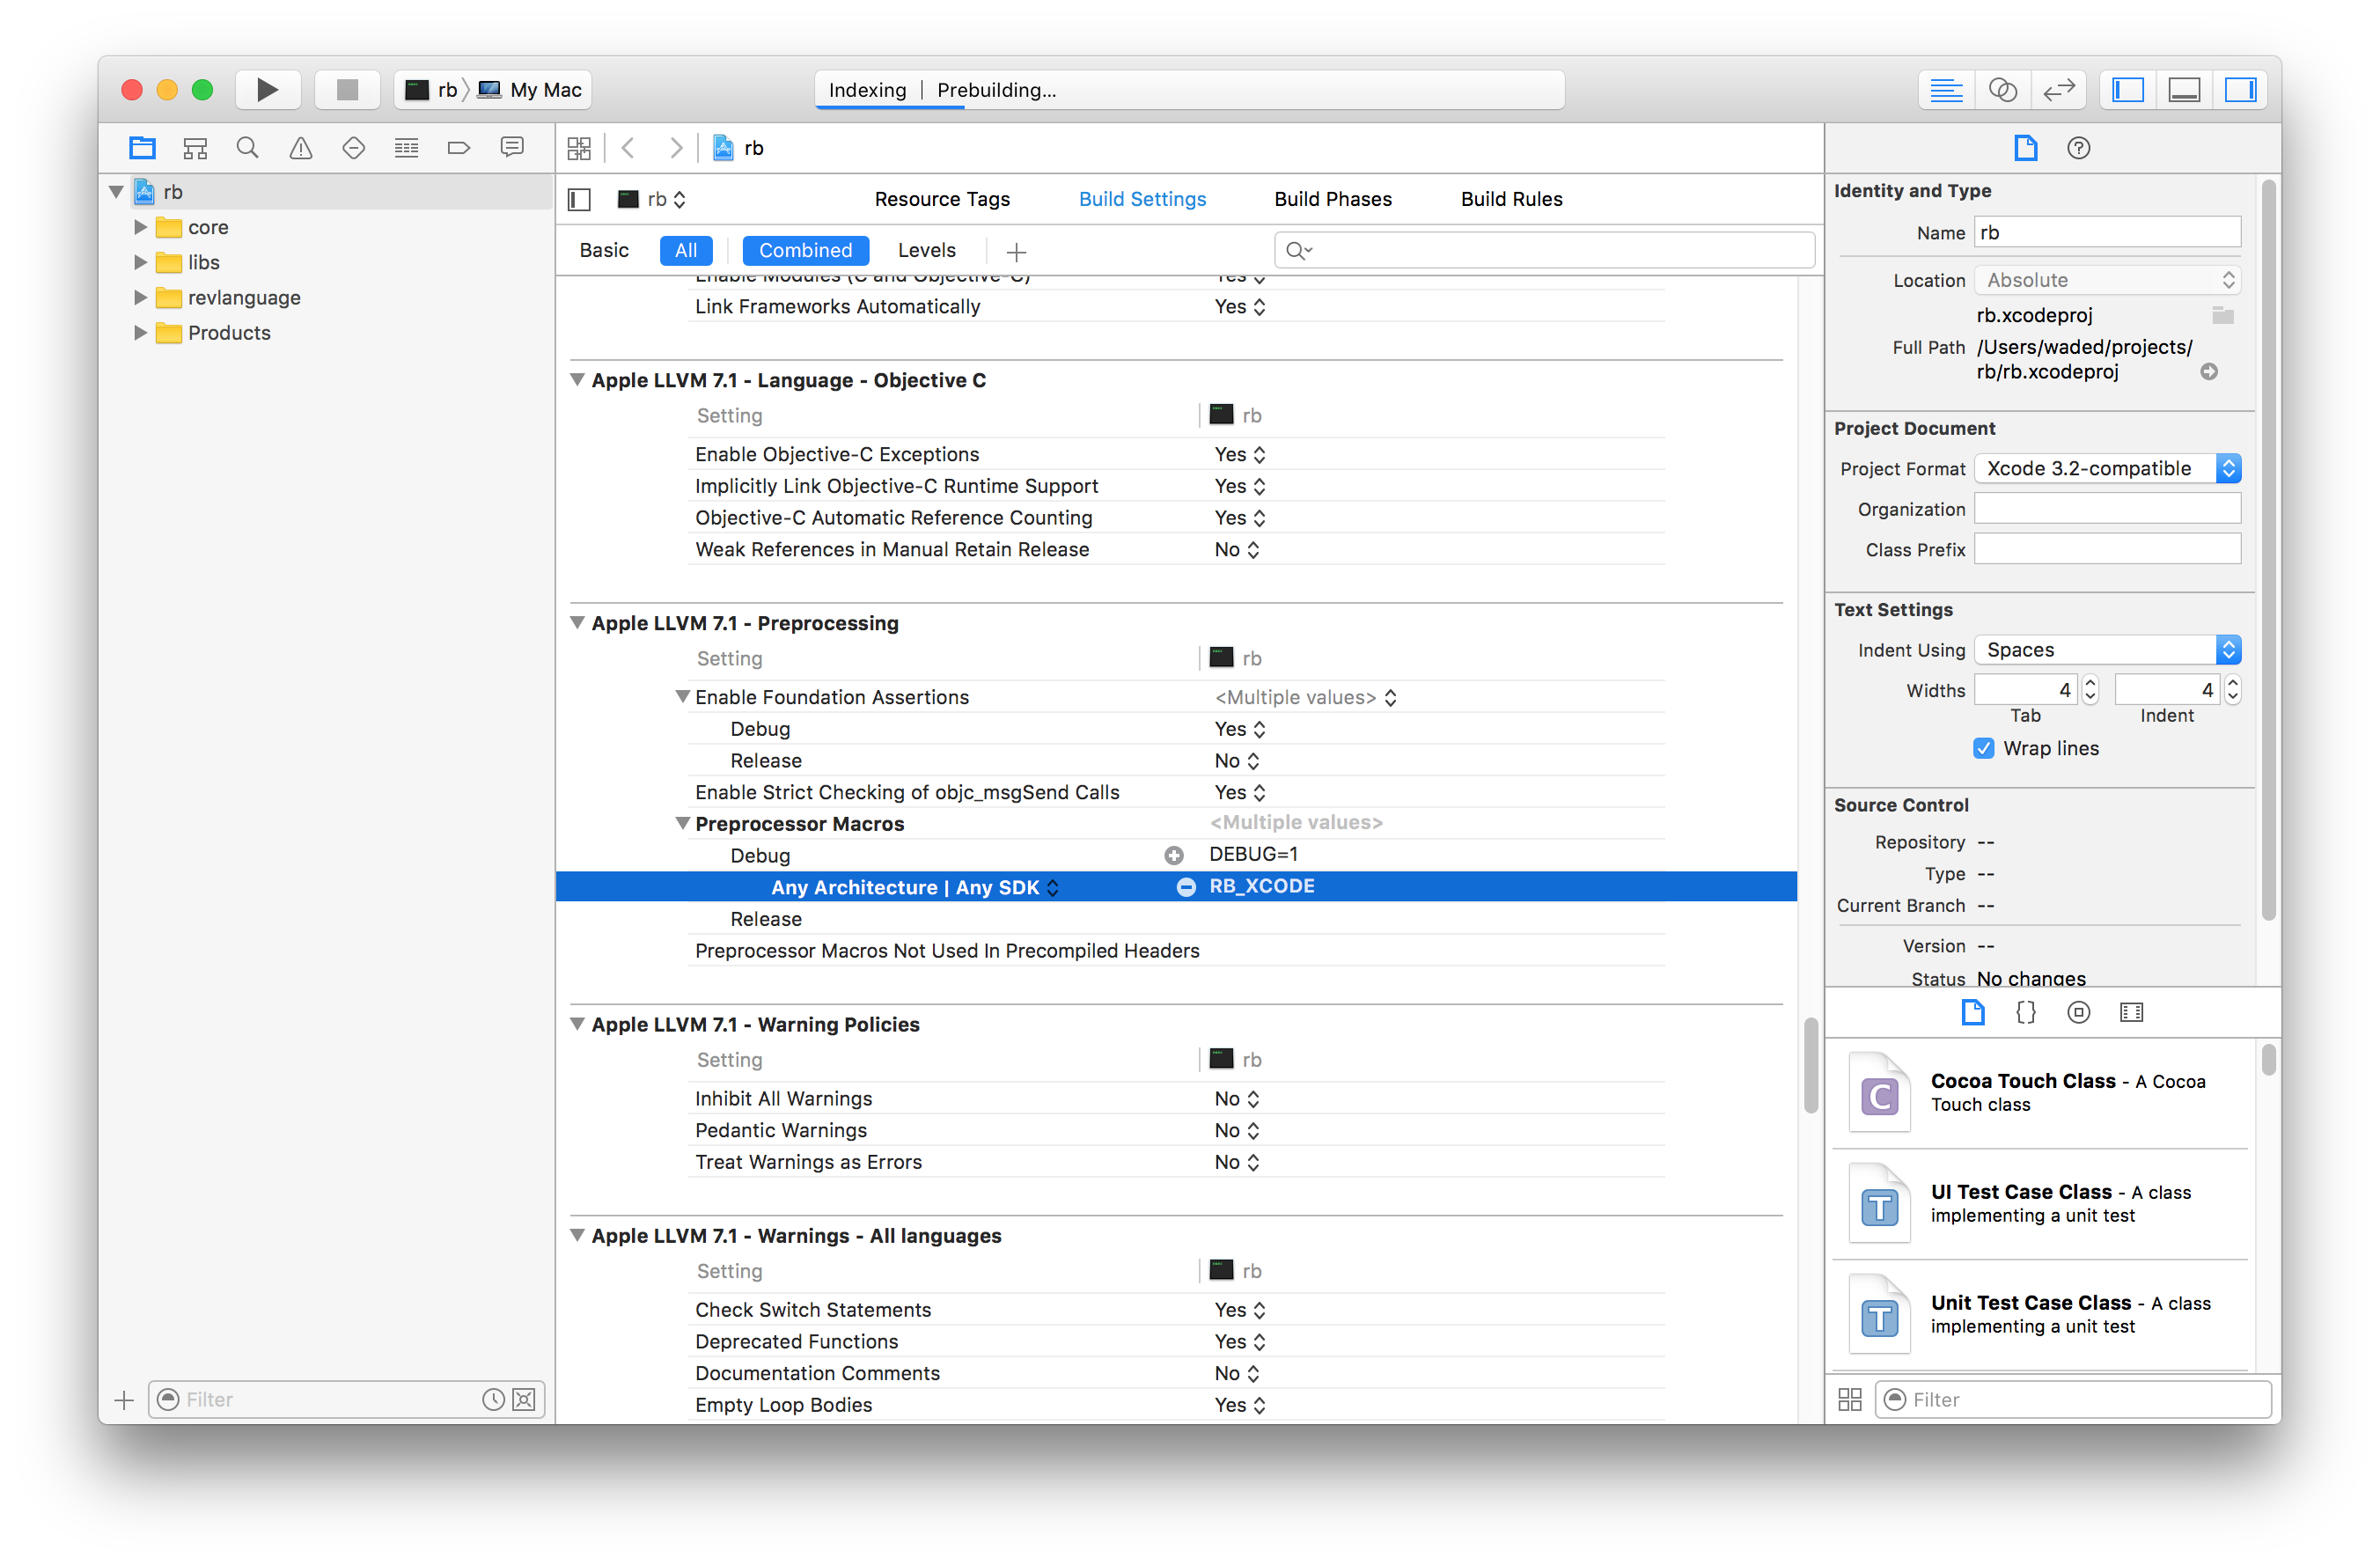 rb
My Mac
Indexing | Prebuilding...
rb
rb
core
libs
revlanguage
Products
Filter
rb
Resource Tags
Build Settings
Build Phases
Build Rules
Basic
All
Combined
Levels
Enable Modules (C and Objective-C) Yes
Link Frameworks Automatically Yes
Apple LLVM 7.1 - Language - Objective C
Setting rb
Enable Objective-C Exceptions Yes
Implicitly Link Objective-C Runtime Support Yes
Objective-C Automatic Reference Counting Yes
Weak References in Manual Retain Release No
Apple LLVM 7.1 - Preprocessing
Setting rb
Enable Foundation Assertions <Multiple values>
Debug Yes
Release No
Enable Strict Checking of objc_msgSend Calls Yes
Preprocessor Macros <Multiple values>
Debug DEBUG=1
Any Architecture | Any SDK RB_XCODE
Release
Preprocessor Macros Not Used In Precompiled Headers
Apple LLVM 7.1 - Warning Policies
Setting rb
Inhibit All Warnings No
Pedantic Warnings No
Treat Warnings as Errors No
Apple LLVM 7.1 - Warnings - All languages
Setting rb
Check Switch Statements Yes
Deprecated Functions Yes
Documentation Comments No
Empty Loop Bodies Yes
Identity and Type
Name rb
Location Absolute
rb.xcodeproj
Full Path /Users/waded/projects/
rb/rb.xcodeproj
Project Document
Project Format Xcode 3.2-compatible
Organization
Class Prefix
Text Settings
Indent Using Spaces
Widths 4 4
Tab Indent
Wrap lines
Source Control
Repository --
Type --
Current Branch --
Version --
Status No changes
C
Cocoa Touch Class - A Cocoa
Touch class
T
UI Test Case Class - A class
implementing a unit test
T
Unit Test Case Class - A class
implementing a unit test
Filter